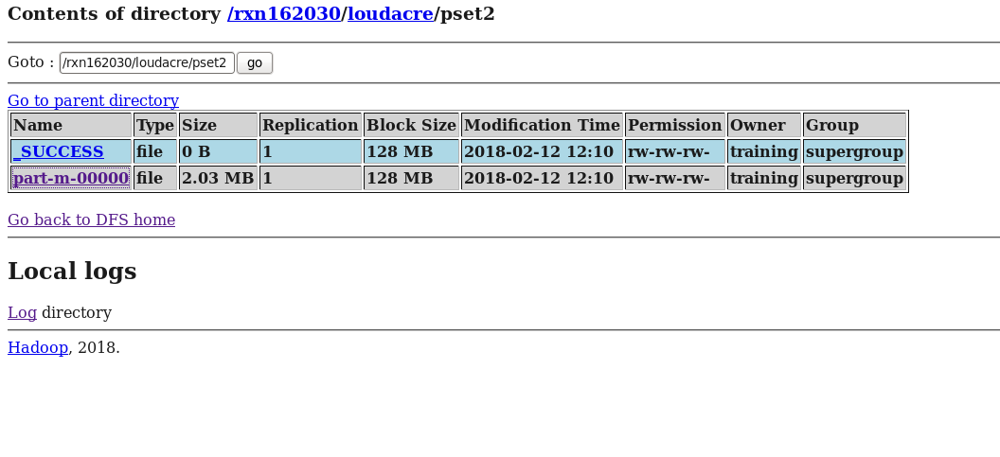 Contents of directory /rxn162030/loudacre/pset2
Goto : /rxn162030/loudacre/pset2 go
Go to parent directory
Name Type Size Replication Block Size Modification Time Permission Owner Group
_SUCCESS file 0 B 1 128 MB 2018-02-12 12:10 rw-rw-rw- training supergroup
part-m-00000 file 2.03 MB 1 128 MB 2018-02-12 12:10 rw-rw-rw- training supergroup
Go back to DFS home
Local logs
Log directory
Hadoop, 2018.